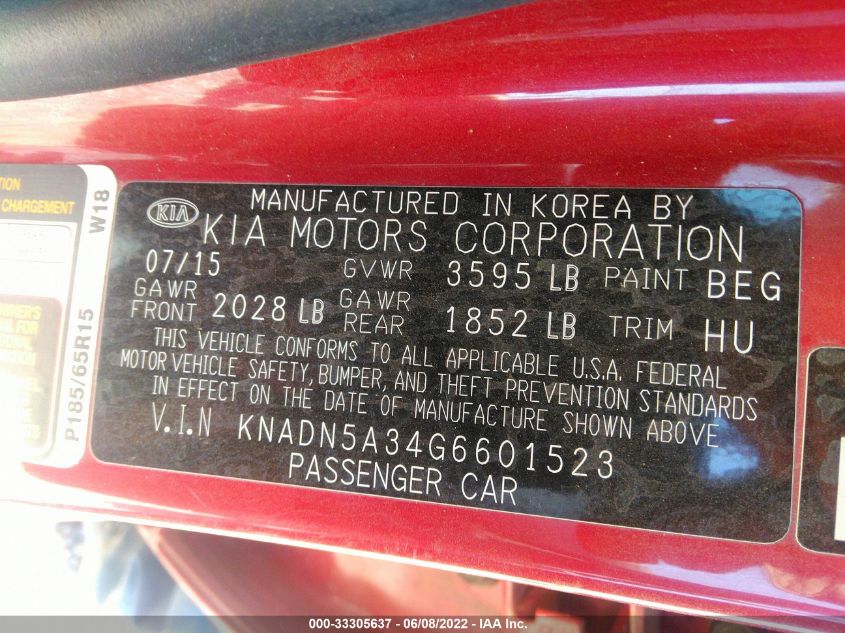 MANUFACTURED IN KOREA BY
KIA
KIA MOTORS CORPORATION
07/15 GVWR 3595 LB PAINT BEG
GAWR FRONT 2028 LB GAWR REAR 1852 LB TRIM HU
THIS VEHICLE CONFORMS TO ALL APPLICABLE U.S.A. FEDERAL
MOTOR VEHICLE SAFETY, BUMPER, AND THEFT PREVENTION STANDARDS
IN EFFECT ON THE DATE OF MANUFACTURE SHOWN ABOVE
V.I.N KNADN5A34G6601523
PASSENGER CAR
CHARGEMENT
W18
P185/65R15
000-33305637 - 06/08/2022 - IAA Inc.